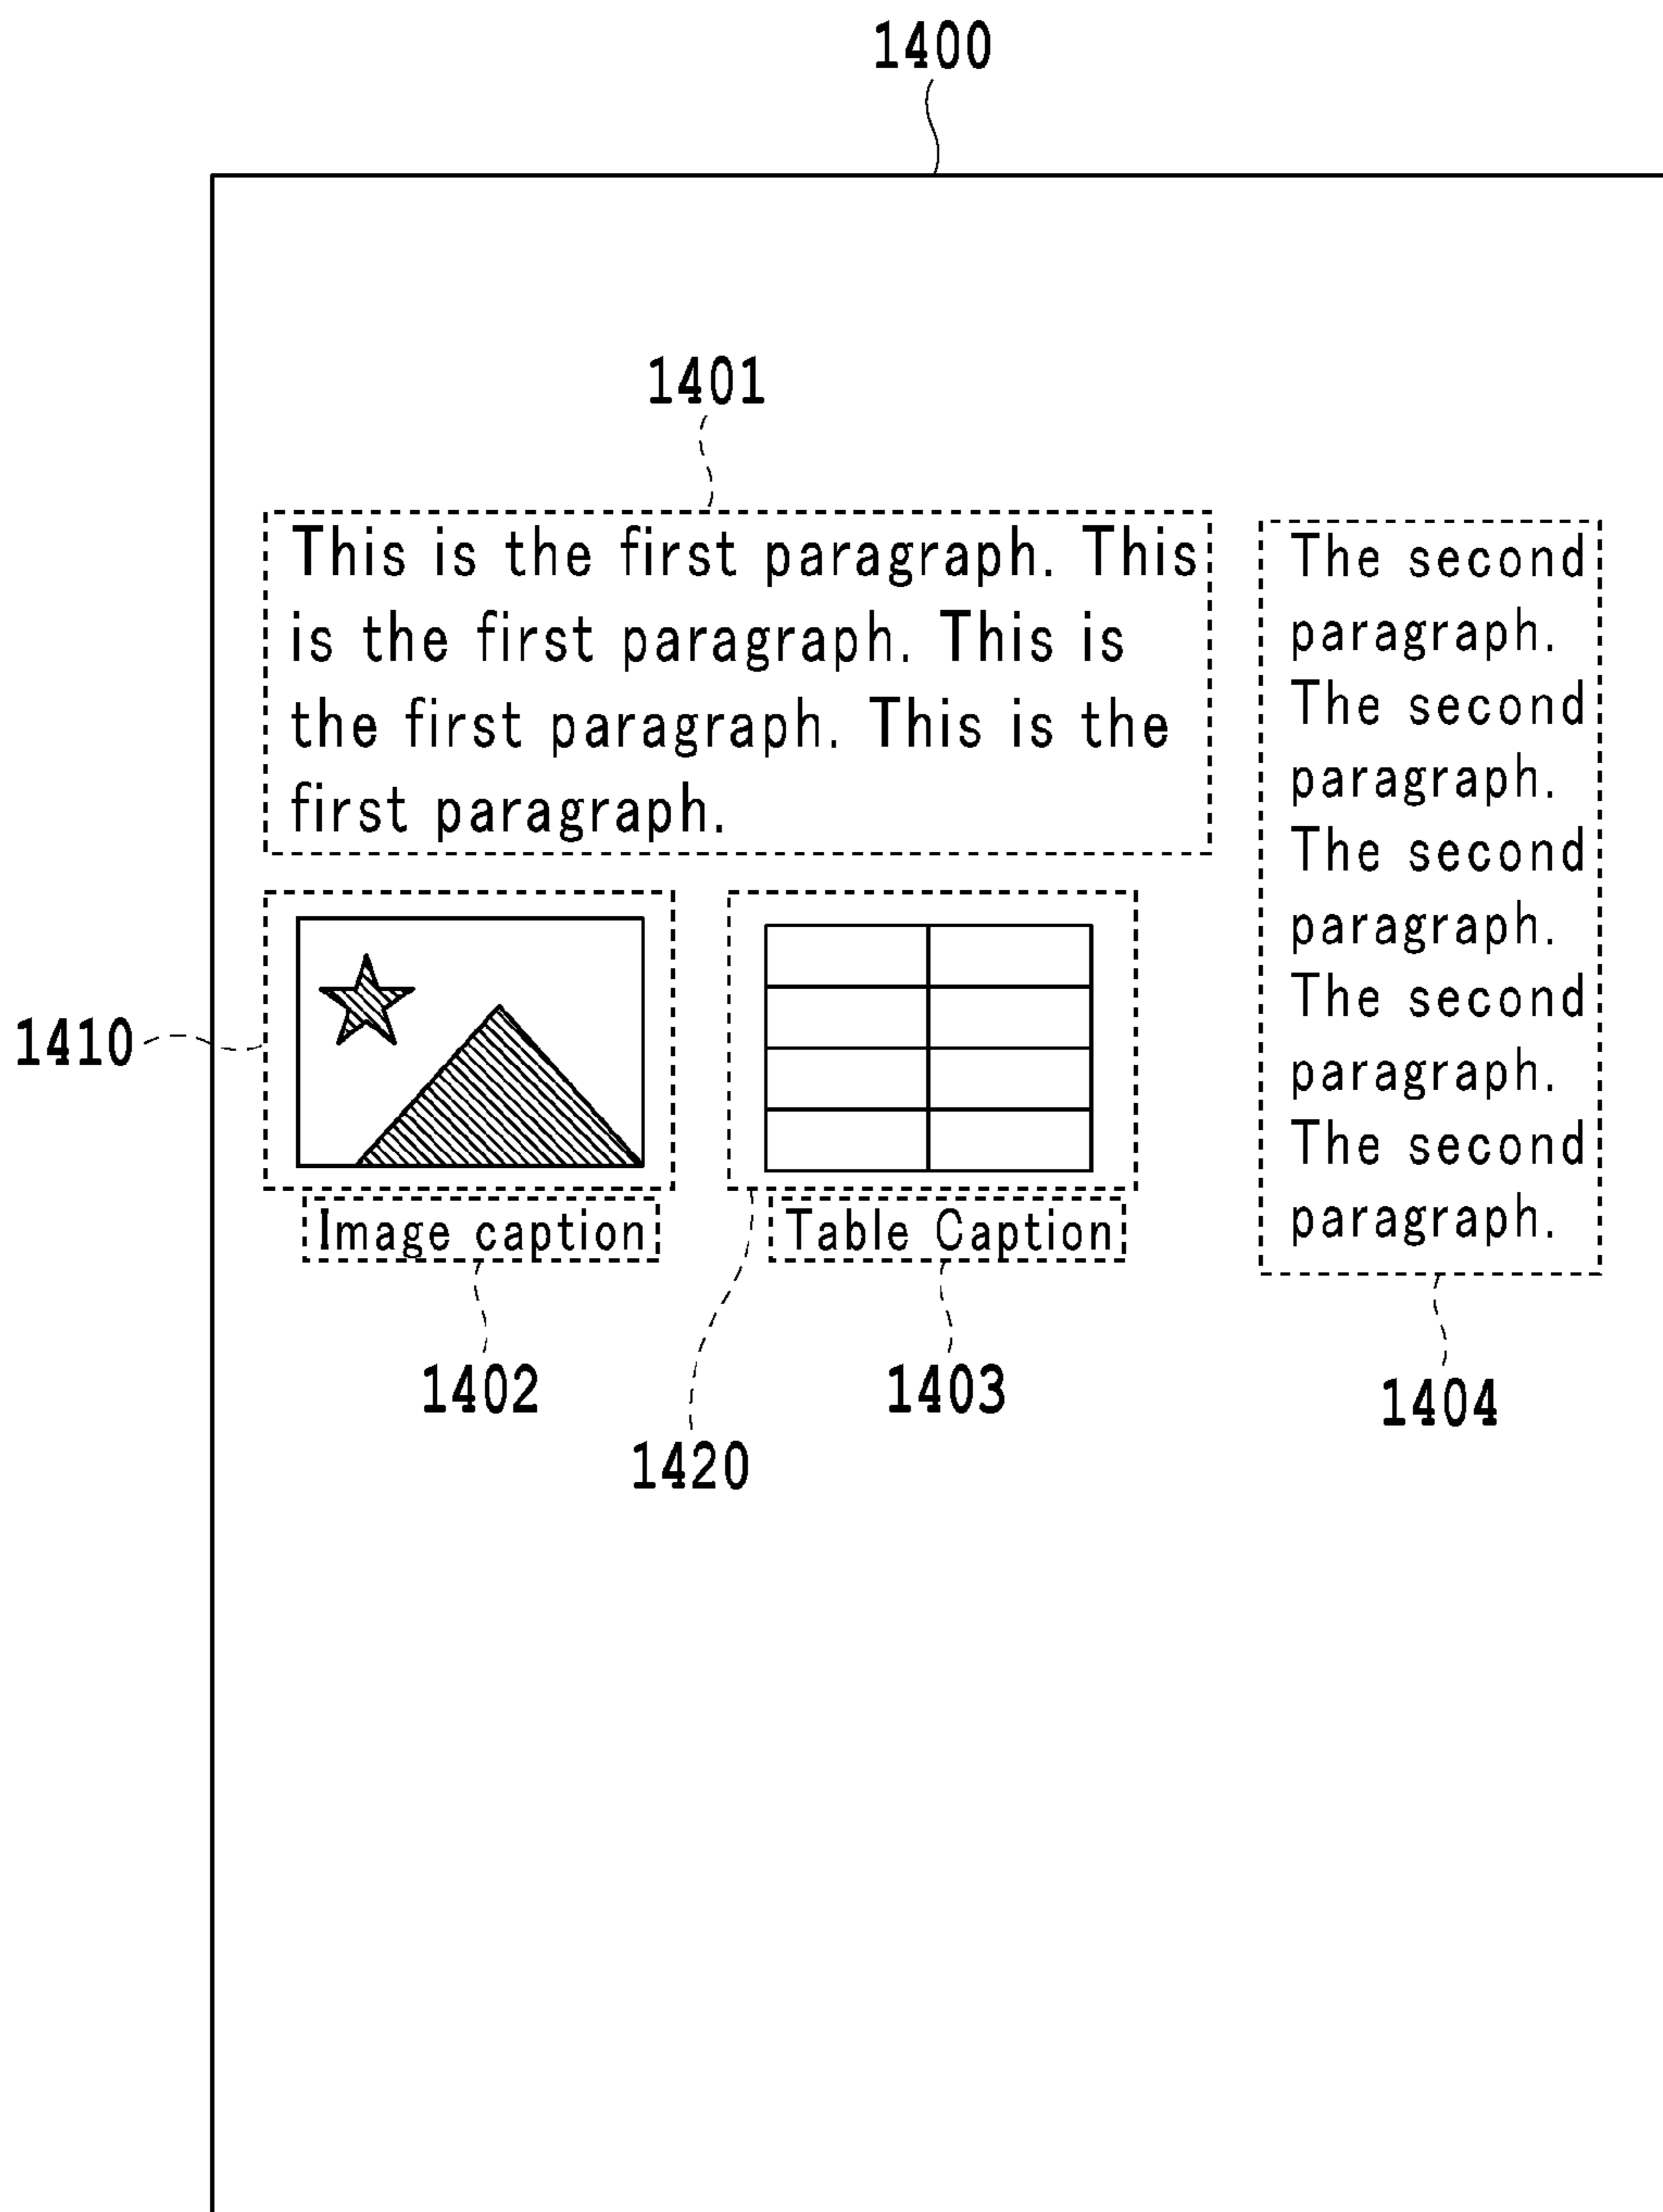 1400
1401
This is the first paragraph. This
is the first paragraph. This is
the first paragraph. This is the
first paragraph.
1410
Image caption
1402
Table Caption
1403
1420
The second
paragraph.
The second
paragraph.
The second
paragraph.
The second
paragraph.
The second
paragraph.
1404